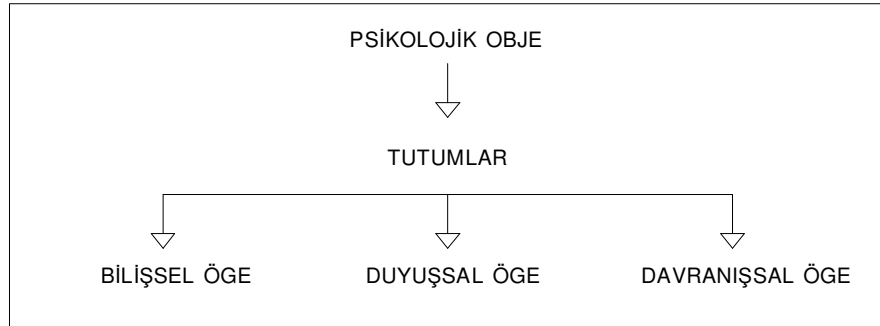 PSİKOLOJİK OBJE
TUTUMLAR
BİLİŞSEL ÖGE DUYUŞSAL ÖGE DAVRANIŞSAL ÖGE